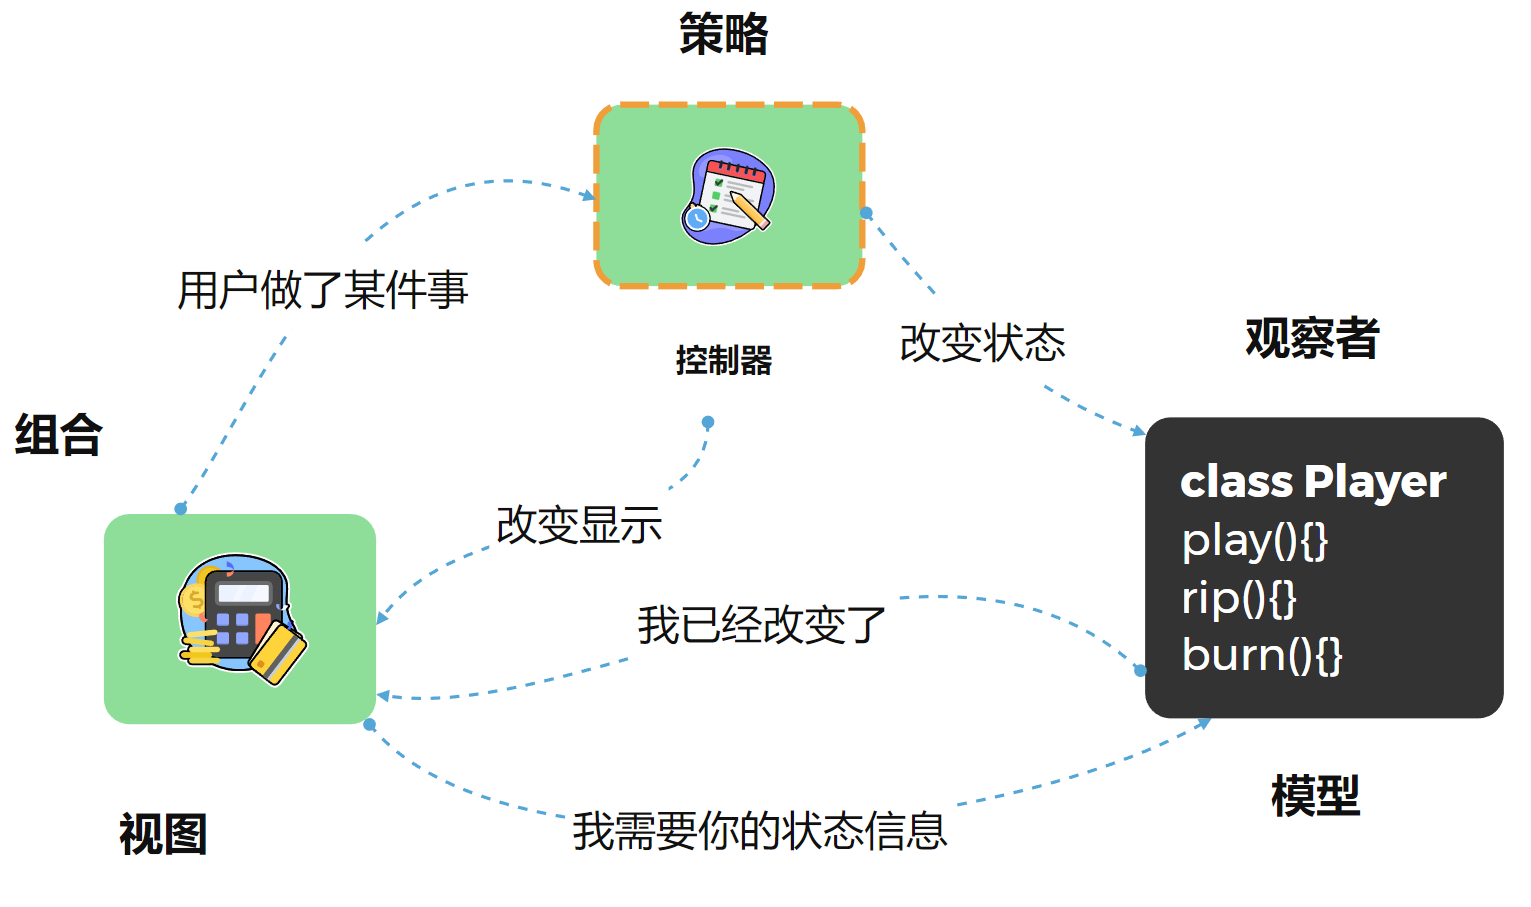 策略
用户做了某件事
控制器
改变状态
观察者
组合
class Player
play(){}
rip(){}
burn(){}
改变显示
我已经改变了
模型
视图
我需要你的状态信息